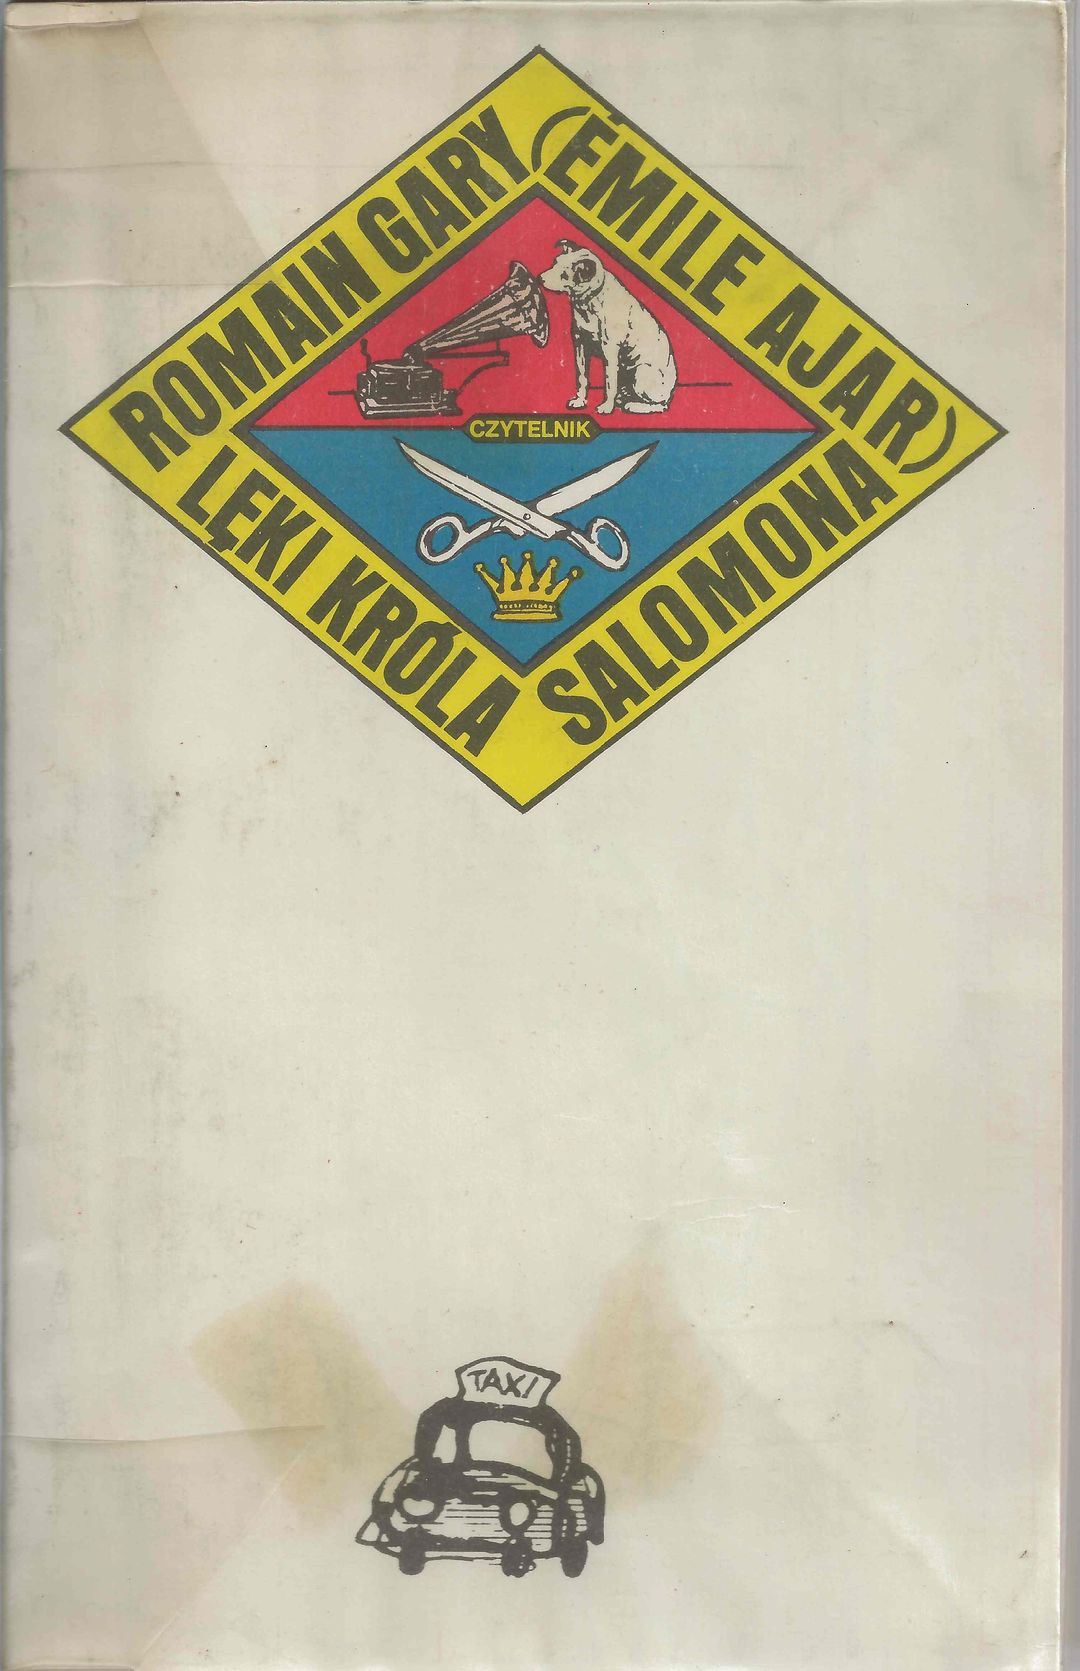 ROMAIN GARY (ÉMILE AJAR)
CZYTELNIK
LĘKI KRÓLA SALOMONA
TAXI